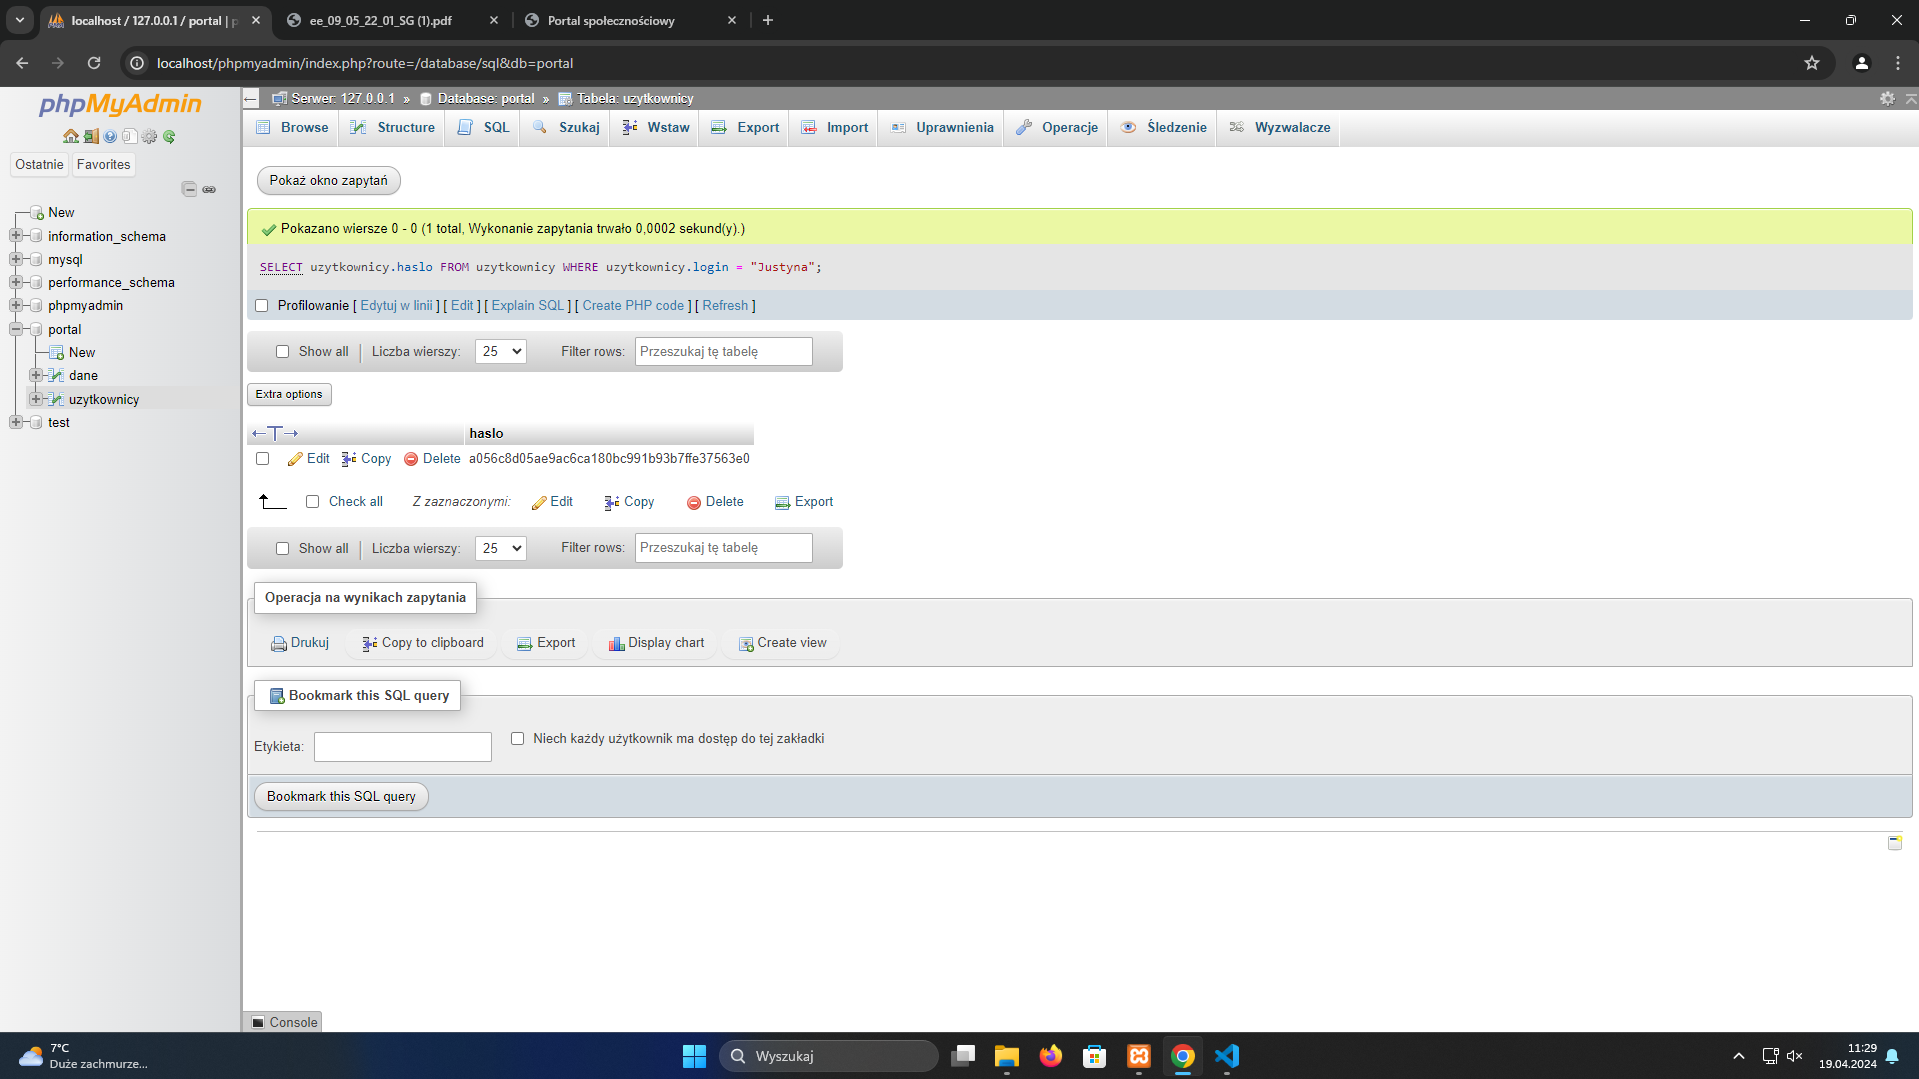 localhost / 127.0.0.1 / portal | p
ee_09_05_22_01_SG (1).pdf
Portal społecznościowy
localhost/phpmyadmin/index.php?route=/database/sql&db=portal
phpMyAdmin
Ostatnie Favorites
New
information_schema
mysql
performance_schema
phpmyadmin
portal
New
dane
uzytkownicy
test
Serwer: 127.0.0.1 » Database: portal » Tabela: uzytkownicy
Browse Structure SQL Szukaj Wstaw Export Import Uprawnienia Operacje Śledzenie Wyzwalacze
Pokaż okno zapytań
Pokazano wiersze 0 - 0 (1 total, Wykonanie zapytania trwało 0,0002 sekund(y).)
SELECT uzytkownicy.haslo FROM uzytkownicy WHERE uzytkownicy.login = "Justyna";
Profilowanie [ Edytuj w linii ] [ Edit ] [ Explain SQL ] [ Create PHP code ] [ Refresh ]
Show all | Liczba wierszy: 25 Filter rows: Przeszukaj tę tabelę
Extra options
←T→ haslo
Edit Copy Delete a056c8d05ae9ac6ca180bc991b93b7ffe37563e0
Check all Z zaznaczonymi: Edit Copy Delete Export
Show all | Liczba wierszy: 25 Filter rows: Przeszukaj tę tabelę
Operacja na wynikach zapytania
Drukuj Copy to clipboard Export Display chart Create view
Bookmark this SQL query
Etykieta: Niech każdy użytkownik ma dostęp do tej zakładki
Bookmark this SQL query
Console
7°C
Duże zachmurze...
Wyszukaj
11:29
19.04.2024